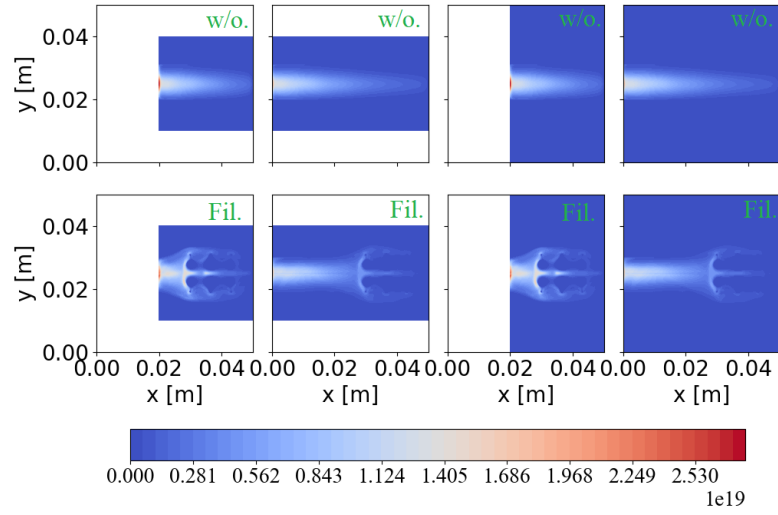 w/o. w/o. w/o. w/o.
0.04
y [m]
0.02
0.00
Fil. Fil. Fil. Fil.
0.04
y [m]
0.02
0.00
0.00 0.02 0.04 0.00 0.02 0.04 0.00 0.02 0.04 0.00 0.02 0.04
x [m] x [m] x [m] x [m]
0.000 0.281 0.562 0.843 1.124 1.405 1.686 1.968 2.249 2.530
1e19